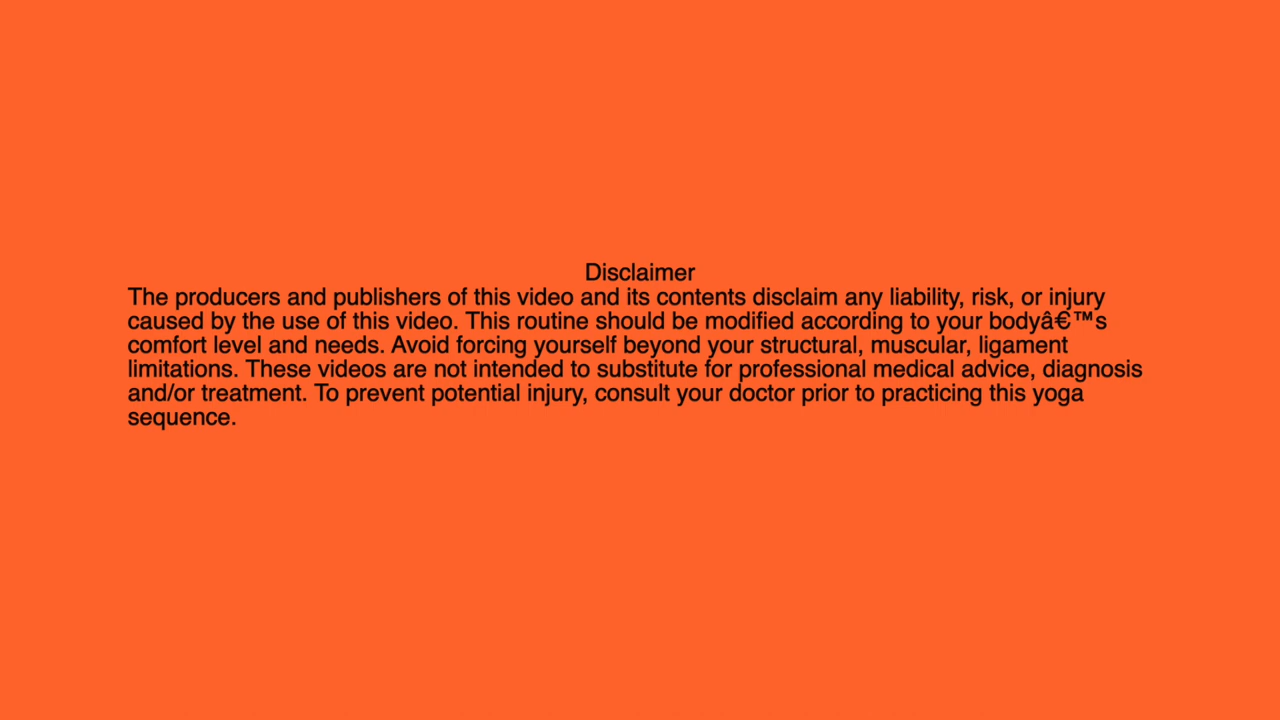 Disclaimer
The producers and publishers of this video and its contents disclaim any liability, risk, or injury
caused by the use of this video. This routine should be modified according to your bodyâ€™s
comfort level and needs. Avoid forcing yourself beyond your structural, muscular, ligament
limitations. These videos are not intended to substitute for professional medical advice, diagnosis
and/or treatment. To prevent potential injury, consult your doctor prior to practicing this yoga
sequence.